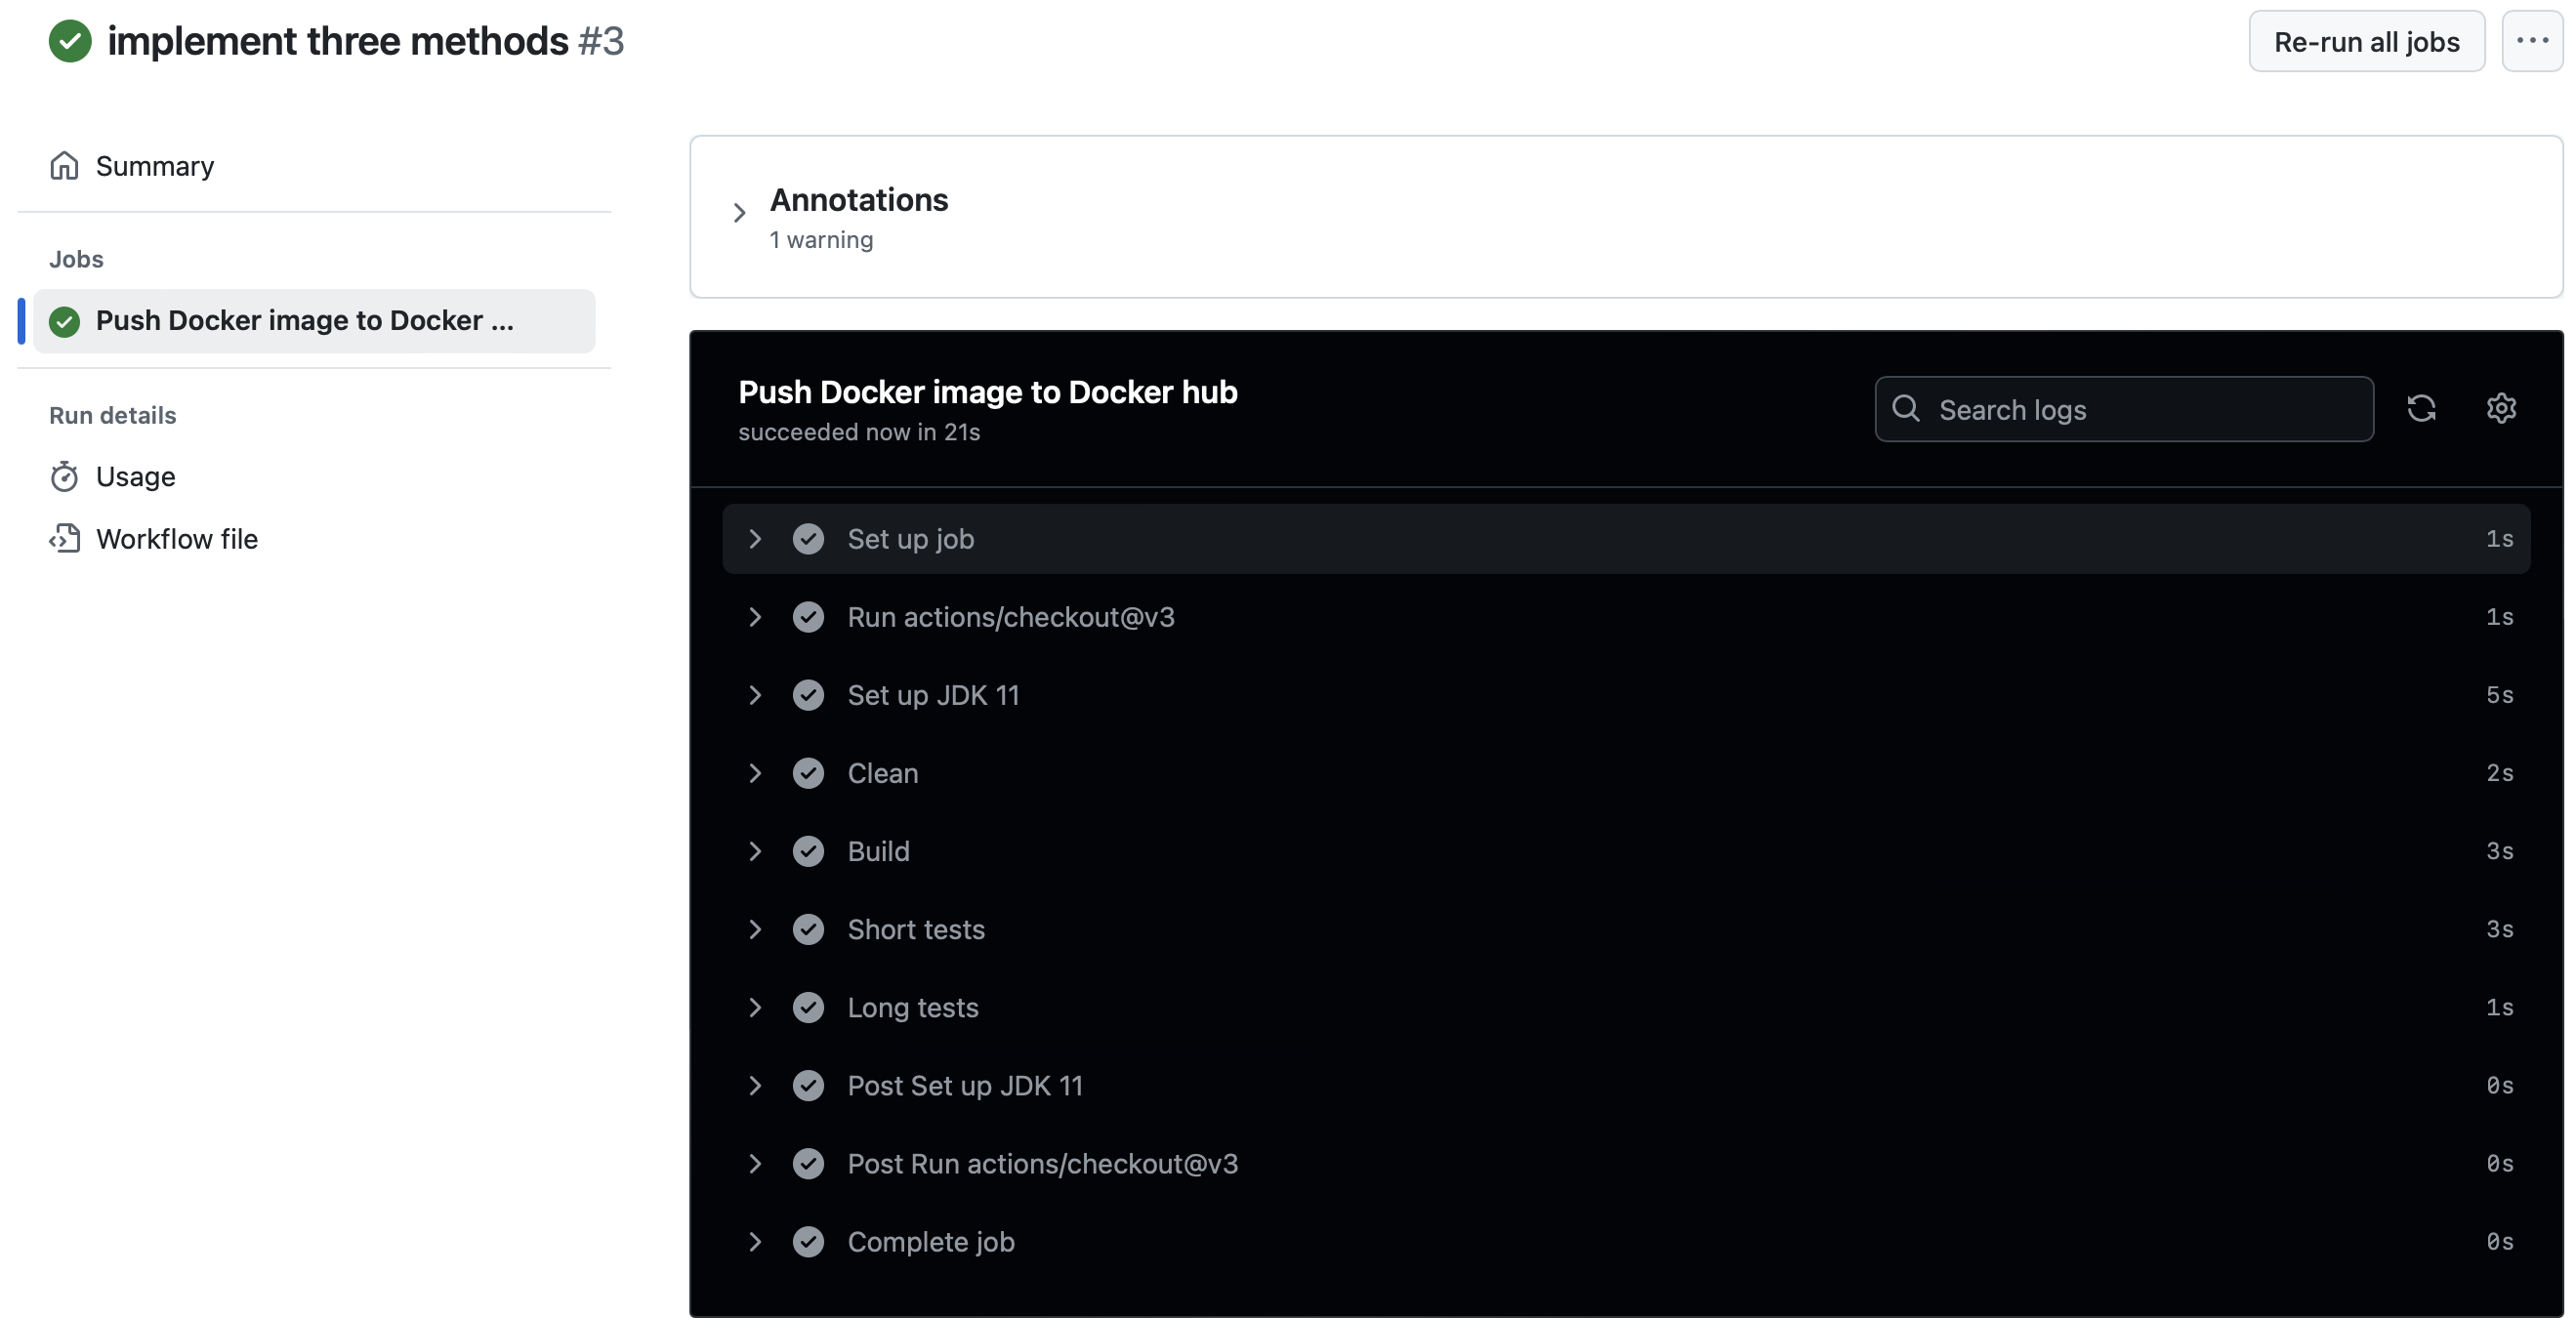 implement three methods #3
Re-run all jobs
Summary
Jobs
Push Docker image to Docker ...
Run details
Usage
Workflow file
Annotations
1 warning
Push Docker image to Docker hub
succeeded now in 21s
Search logs
Set up job 1s
Run actions/checkout@v3 1s
Set up JDK 11 5s
Clean 2s
Build 3s
Short tests 3s
Long tests 1s
Post Set up JDK 11 0s
Post Run actions/checkout@v3 0s
Complete job 0s